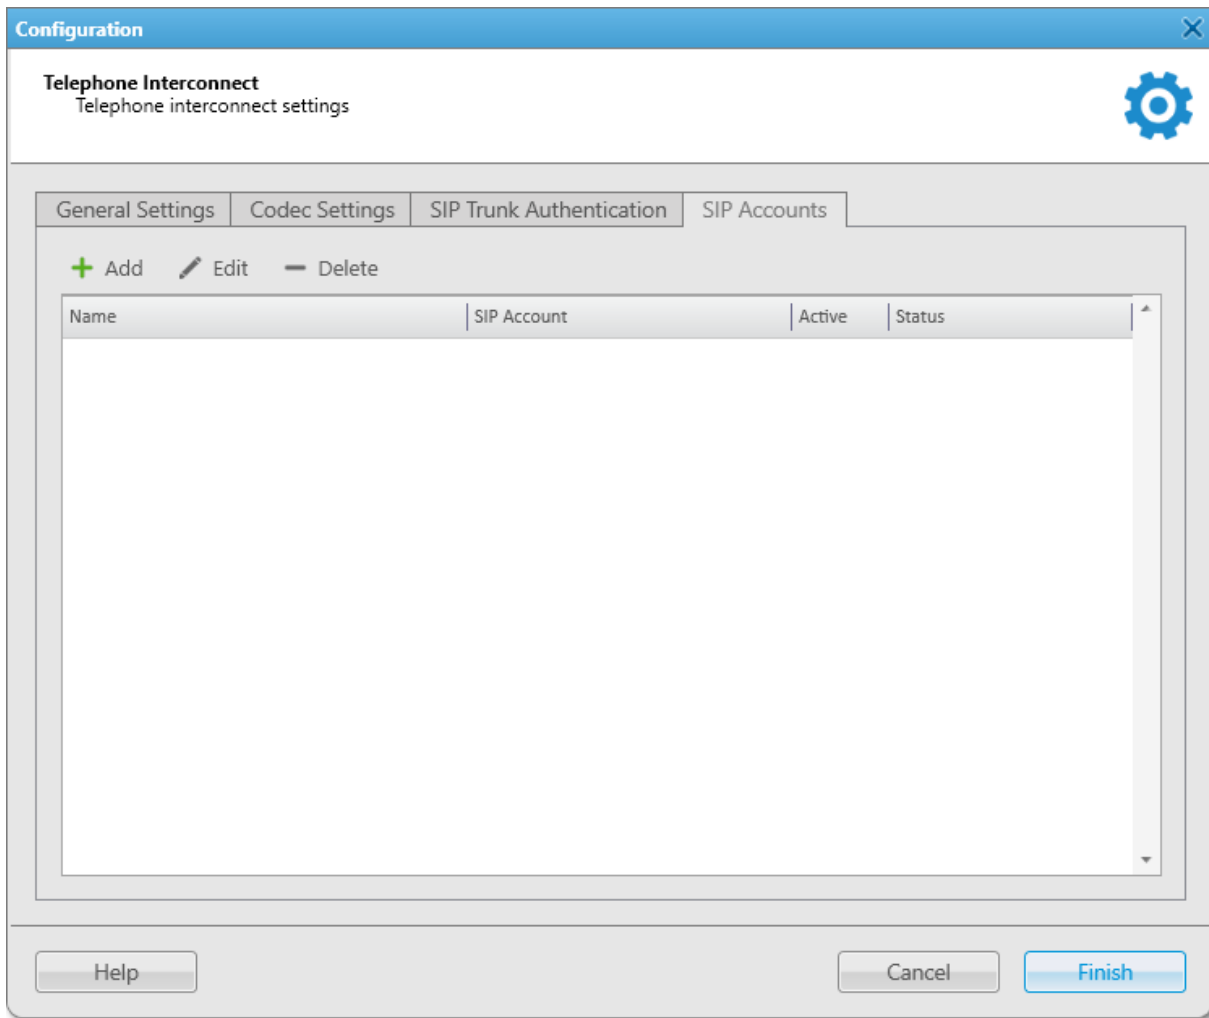 Configuration
Telephone Interconnect
Telephone interconnect settings
General Settings Codec Settings SIP Trunk Authentication SIP Accounts
Add Edit Delete
Name SIP Account Active Status
Help Cancel Finish